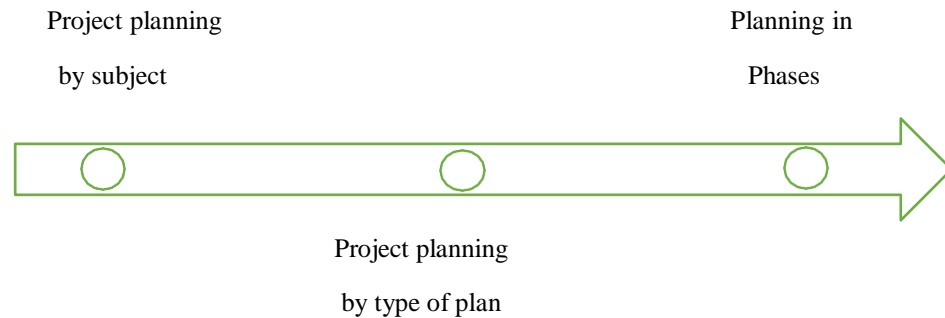 Project planning
by subject
Project planning
by type of plan
Planning in
Phases